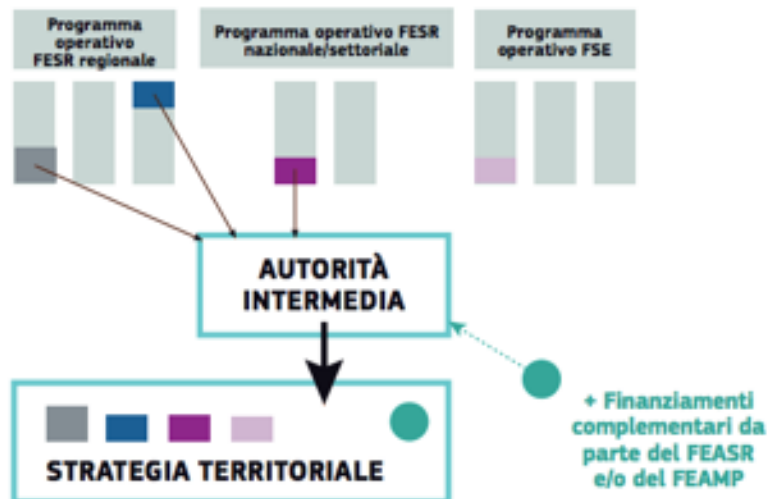 Programma
operativo
FESR regionale
Programma operativo FESR
nazionale/settoriale
Programma
operativo FSE
AUTORITÀ
INTERMEDIA
+ Finanziamenti
complementari da
parte del FEASR
e/o del FEAMP
STRATEGIA TERRITORIALE